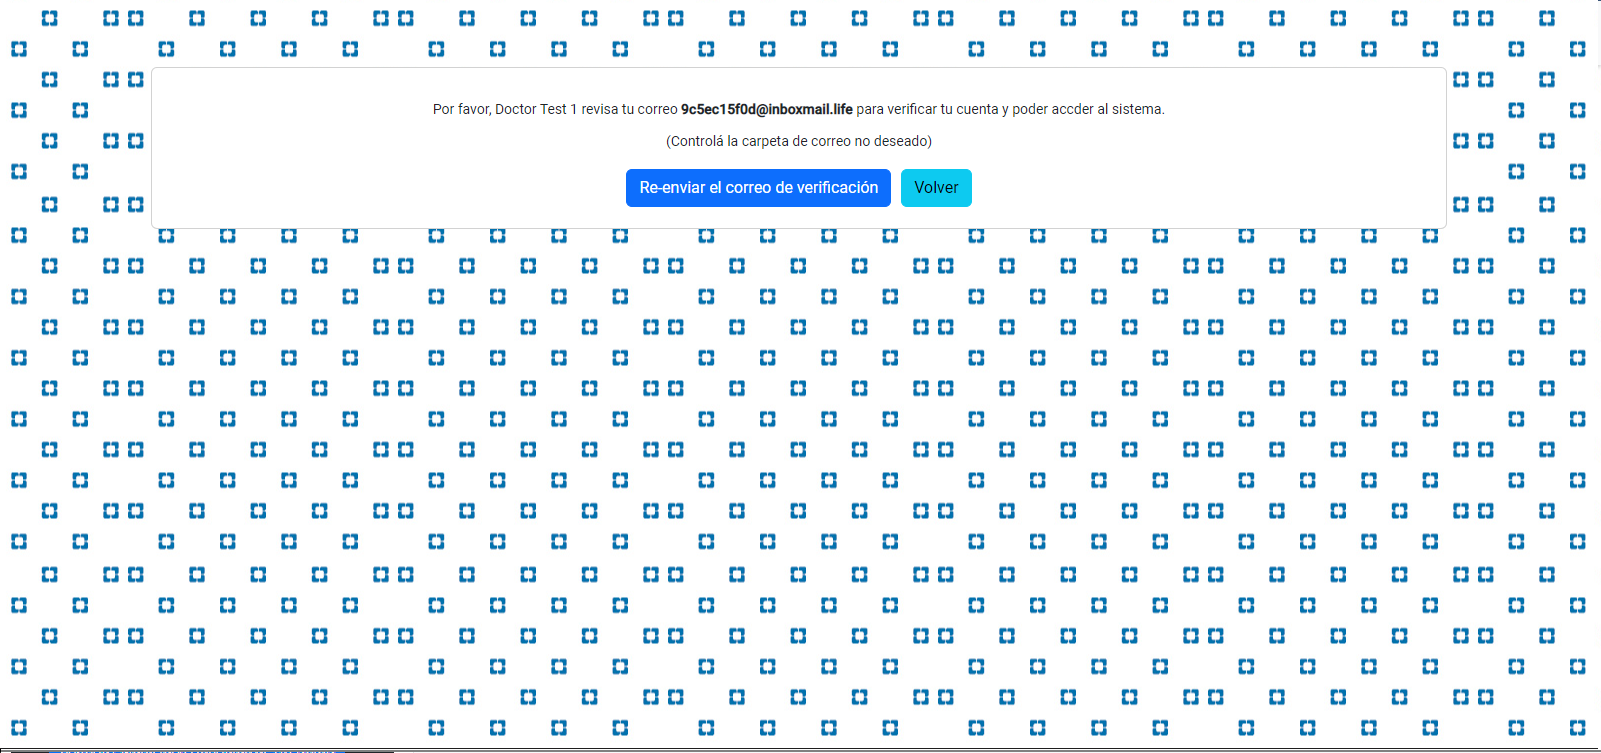 Por favor, Doctor Test 1 revisa tu correo 9c5ec15f0d@inboxmail.life para verificar tu cuenta y poder accder al sistema.
(Controlá la carpeta de correo no deseado)
Re-enviar el correo de verificación
Volver